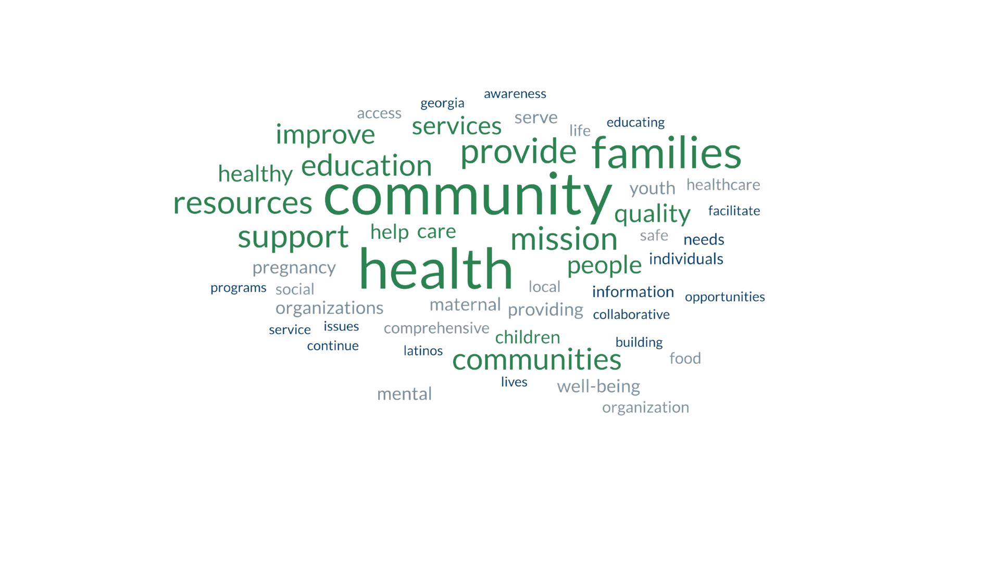 awareness
georgia
access services serve
life educating
improve provide families
healthy education
community youth healthcare
resources quality facilitate
support help care mission safe needs
pregnancy health people individuals
programs social local information opportunities
organizations maternal providing collaborative
service issues comprehensive children
continue latinos communities building food
lives well-being
mental organization